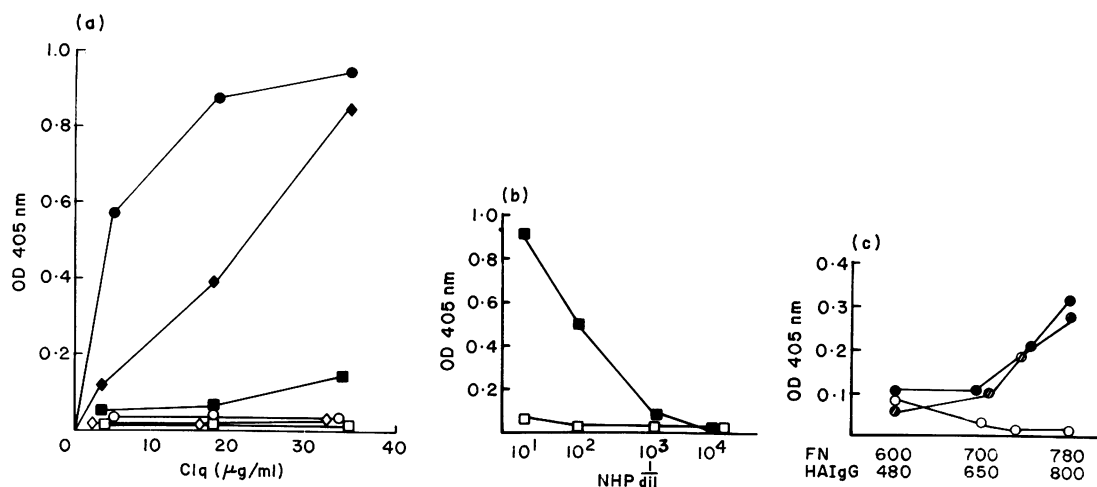 (a)
1.0
0.8
0.6
0.4
0.2
OD 405 nm
0 10 20 30 40
C1q (μg/ml)
(b)
1.0
0.8
0.6
0.4
0.2
OD 405 nm
10¹ 10² 10³ 10⁴
NHP 1/dil
(c)
0.4
0.3
0.2
0.1
0
OD 405 nm
FN 600 700 780
HAIgG 480 650 800